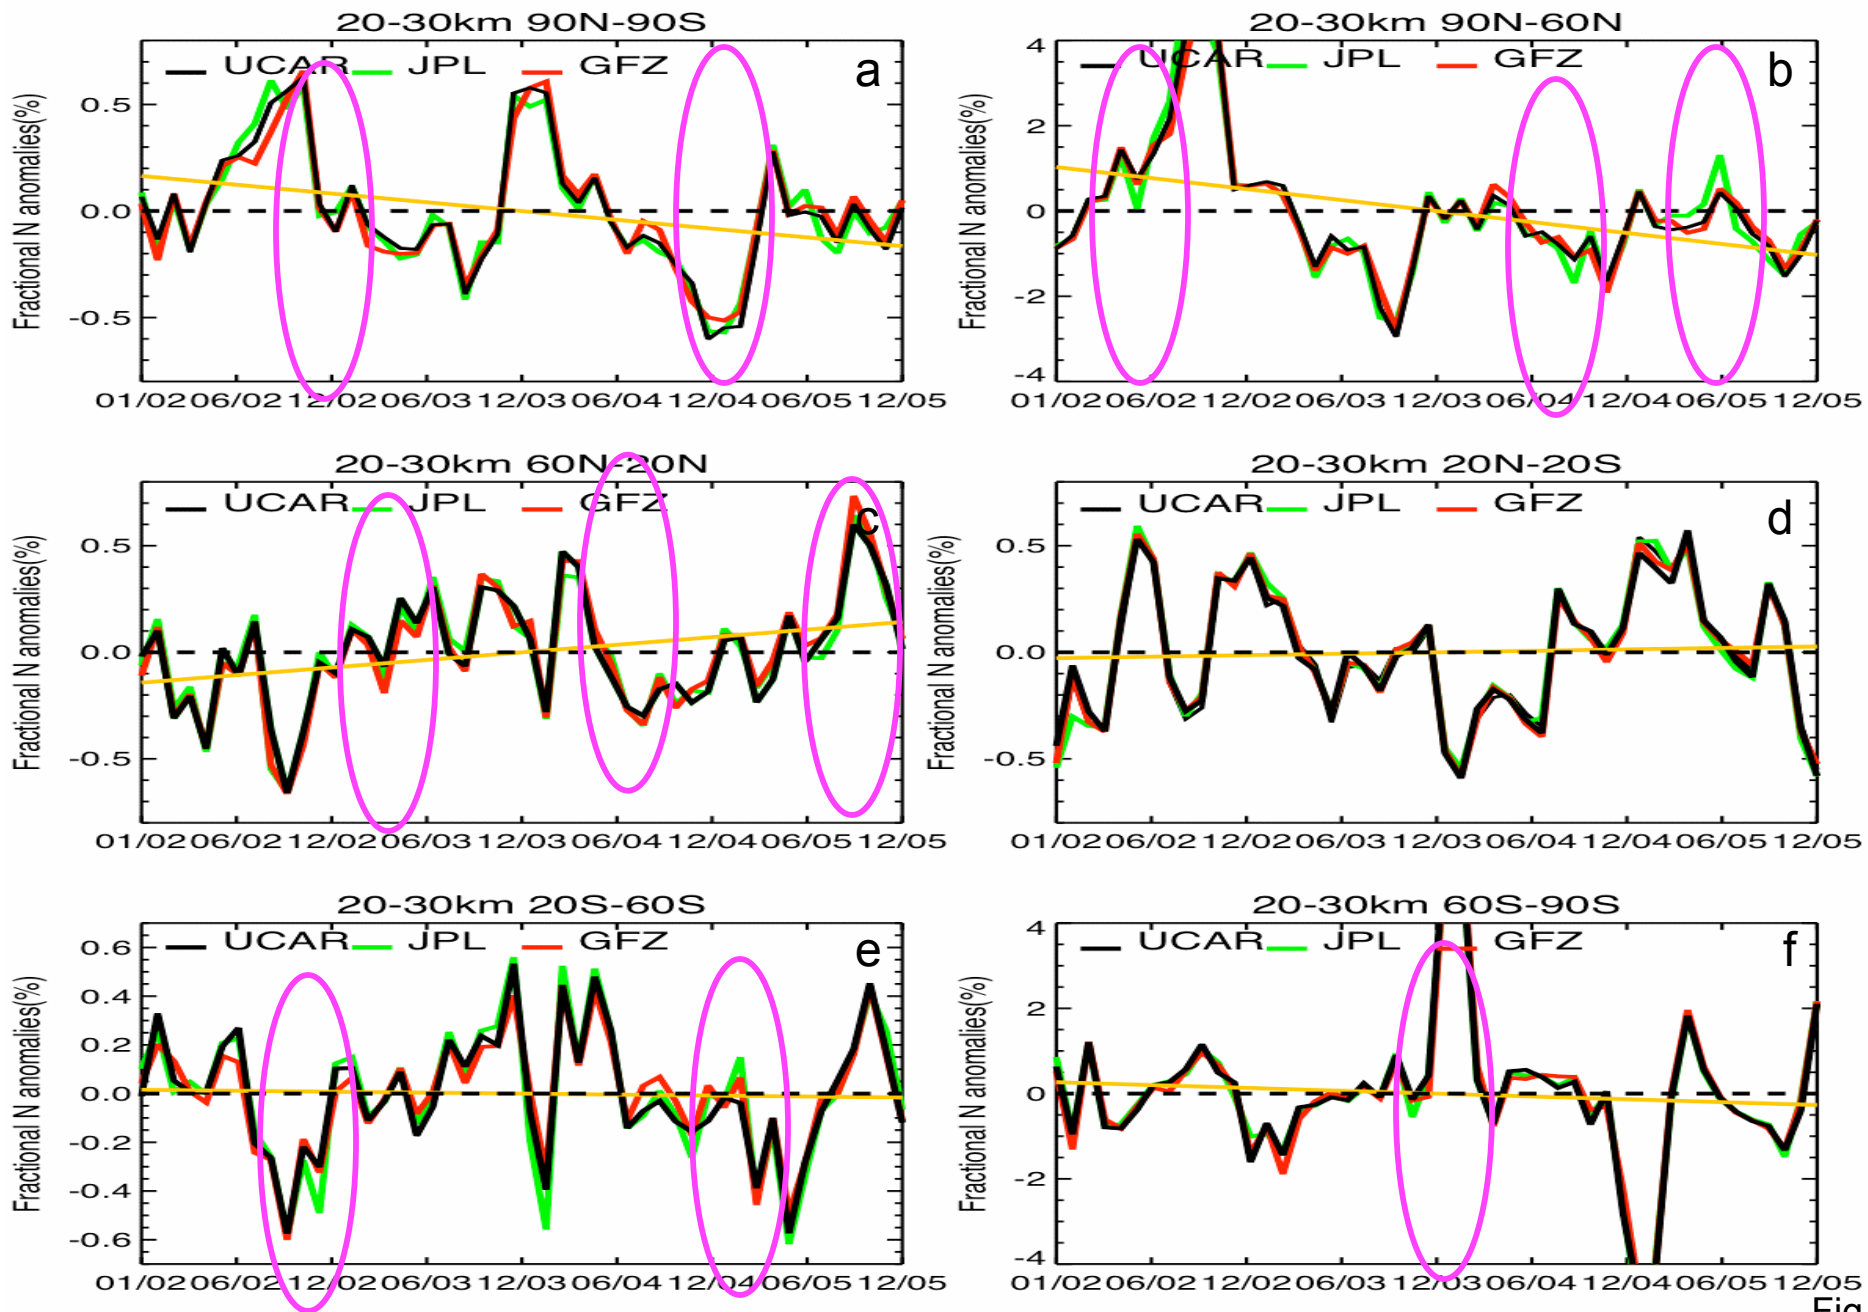 20-30km 90N-90S
UCAR JPL GFZ a
Fractional N anomalies(%)
0.5
0.0
-0.5
01/02 06/02 12/02 06/03 12/03 06/04 12/04 06/05 12/05
20-30km 90N-60N
UCAR JPL GFZ b
Fractional N anomalies(%)
4
2
0
-2
-4
01/02 06/02 12/02 06/03 12/03 06/04 12/04 06/05 12/05
20-30km 60N-20N
UCAR JPL GFZ c
Fractional N anomalies(%)
0.5
0.0
-0.5
01/02 06/02 12/02 06/03 12/03 06/04 12/04 06/05 12/05
20-30km 20N-20S
UCAR JPL GFZ d
Fractional N anomalies(%)
0.5
0.0
-0.5
01/02 06/02 12/02 06/03 12/03 06/04 12/04 06/05 12/05
20-30km 20S-60S
UCAR JPL GFZ e
Fractional N anomalies(%)
0.6
0.4
0.2
0.0
-0.2
-0.4
-0.6
01/02 06/02 12/02 06/03 12/03 06/04 12/04 06/05 12/05
20-30km 60S-90S
UCAR JPL GFZ f
Fractional N anomalies(%)
4
2
0
-2
-4
01/02 06/02 12/02 06/03 12/03 06/04 12/04 06/05 12/05
Fig